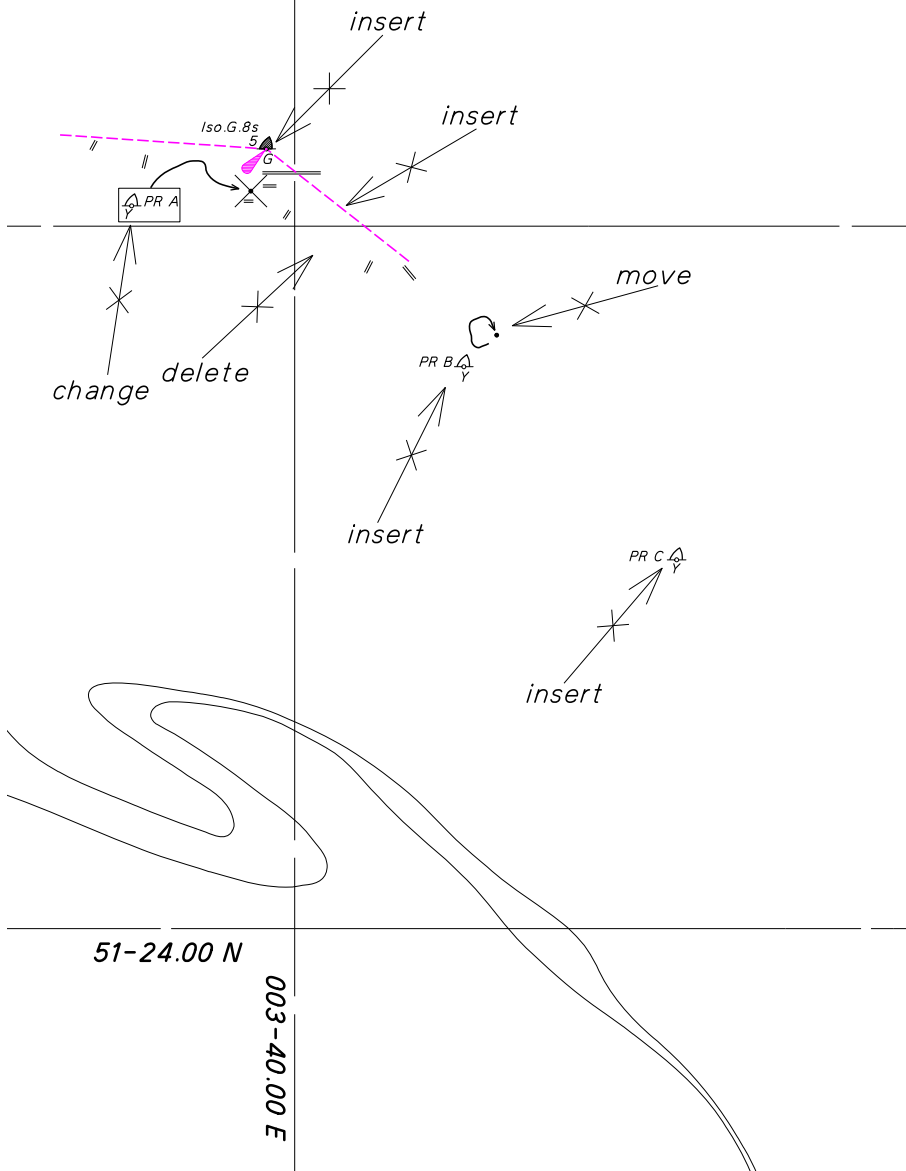 insert
insert
Iso.G.8s
5
G
Y PR A
move
change
delete
PR B
Y
insert
PR C
Y
insert
51-24.00 N
003-40.00 E